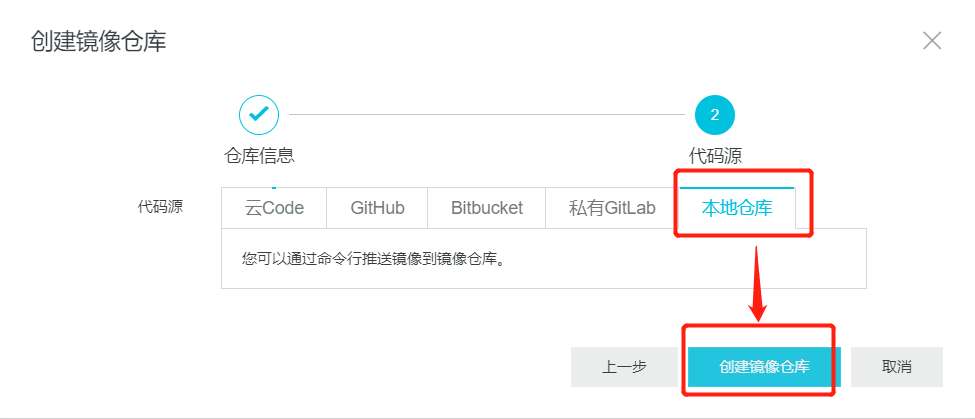 创建镜像仓库
2
仓库信息
代码源
代码源
云Code
GitHub
Bitbucket
私有GitLab
本地仓库
您可以通过命令行推送镜像到镜像仓库。
上一步
创建镜像仓库
取消